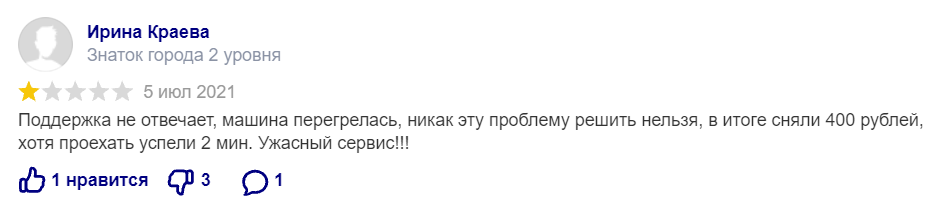 Ирина Краева
Знаток города 2 уровня
5 июл 2021
Поддержка не отвечает, машина перегрелась, никак эту проблему решить нельзя, в итоге сняли 400 рублей,
хотя проехать успели 2 мин. Ужасный сервис!!!
1 нравится 3 1